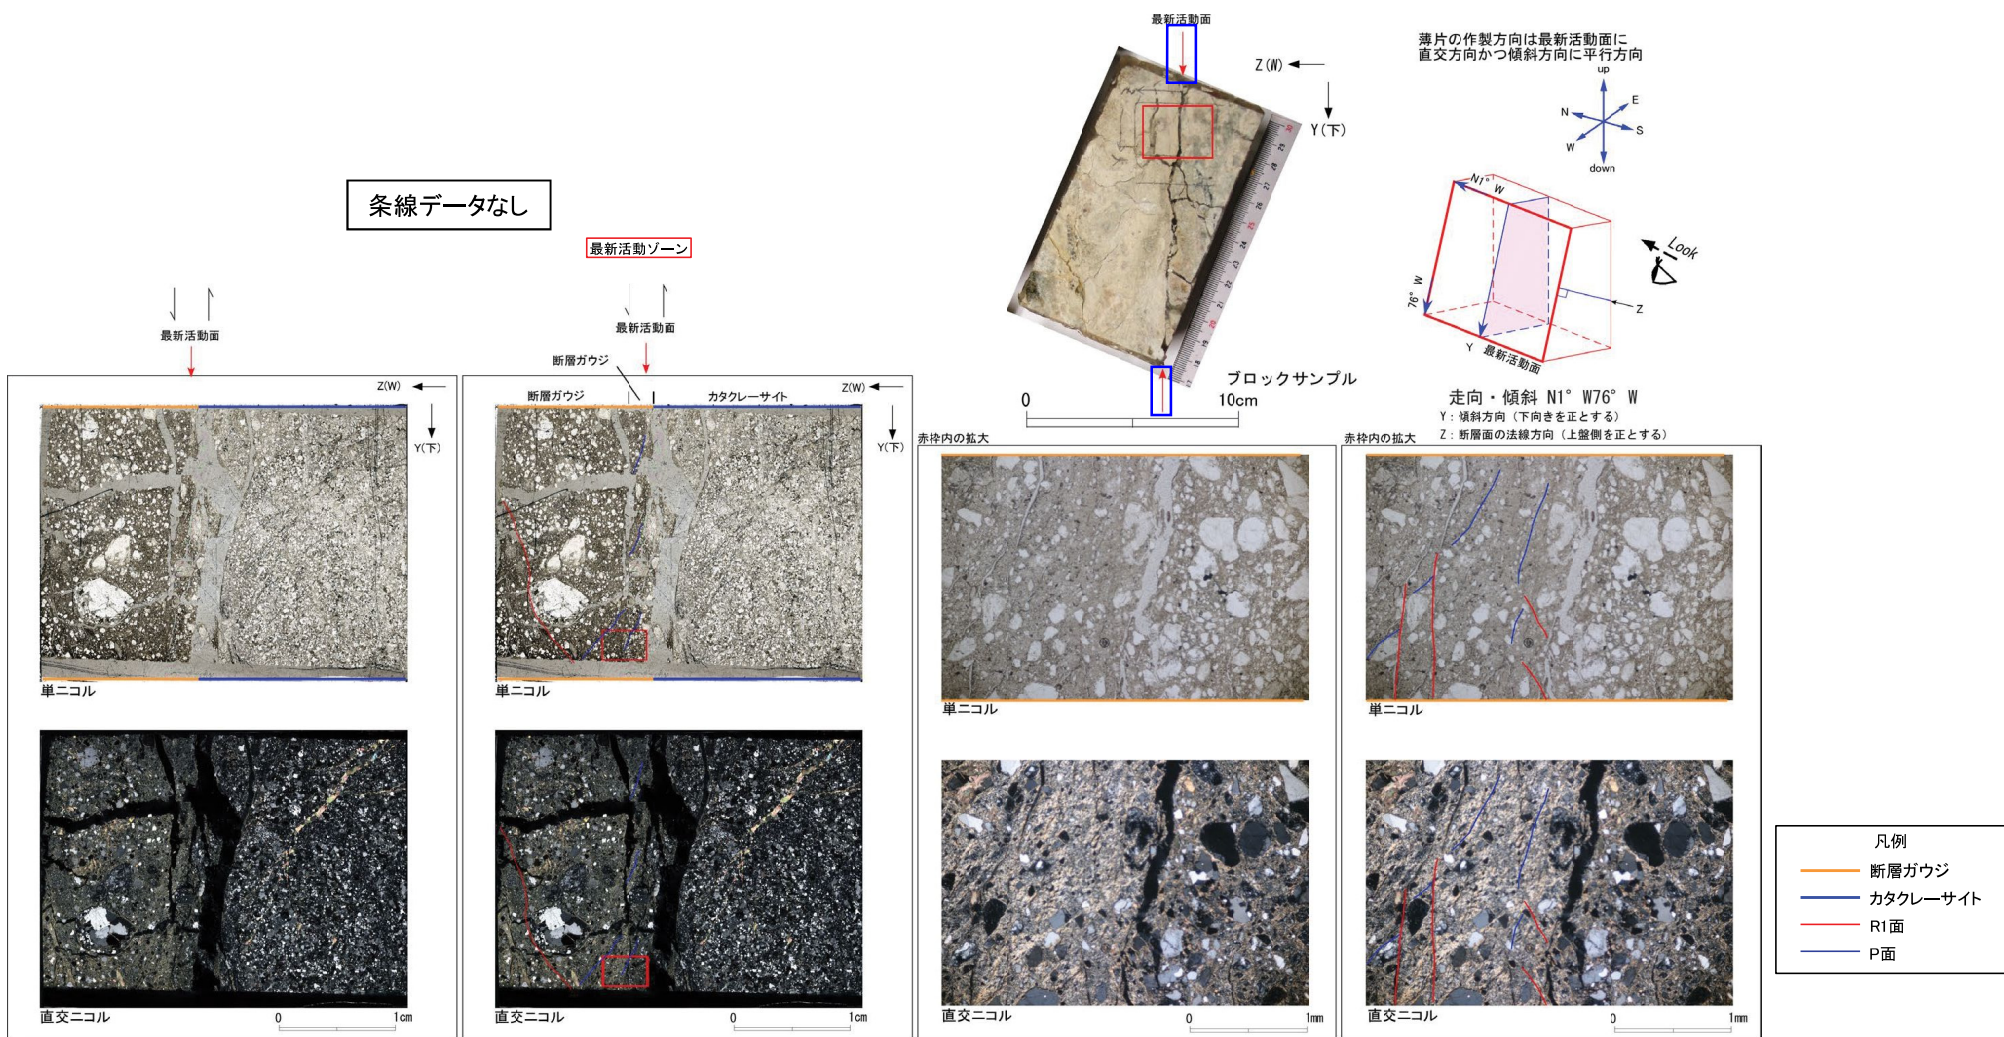 最新活動面
Z(W)
Y(下)
薄片の作製方向は最新活動面に
直交方向かつ傾斜方向に平行方向
up
E
N
S
W
down
条線データなし
最新活動ゾーン
N1° W
Look
76° W
Z
Y 最新活動面
最新活動面
最新活動面
断層ガウジ
ブロックサンプル
0 10cm
走向・傾斜 N1° W76° W
Y:傾斜方向(下向きを正とする)
Z:断層面の法線方向(上盤側を正とする)
Z(W)
Y(下)
断層ガウジ
カタクレーサイト
Z(W)
Y(下)
赤枠内の拡大
赤枠内の拡大
単ニコル
単ニコル
単ニコル
単ニコル
直交ニコル
0 1cm
直交ニコル
0 1cm
直交ニコル
0 1mm
直交ニコル
0 1mm
凡例
断層ガウジ
カタクレーサイト
R1面
P面